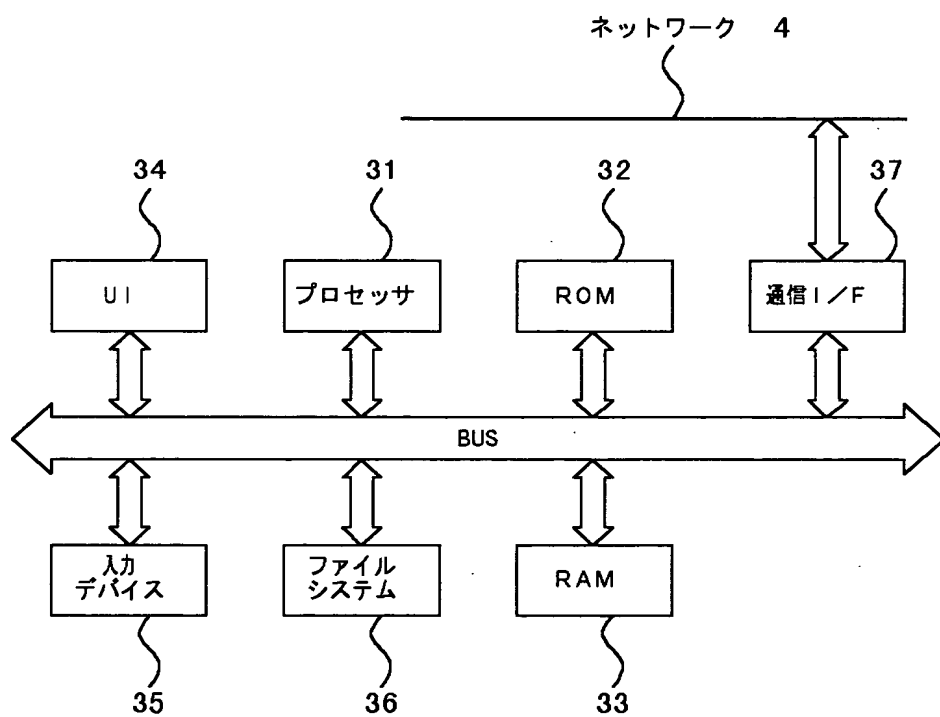 ネットワーク 4
34
31
32
37
UI
プロセッサ
ROM
通信I/F
BUS
入力
デバイス
ファイル
システム
RAM
35
36
33